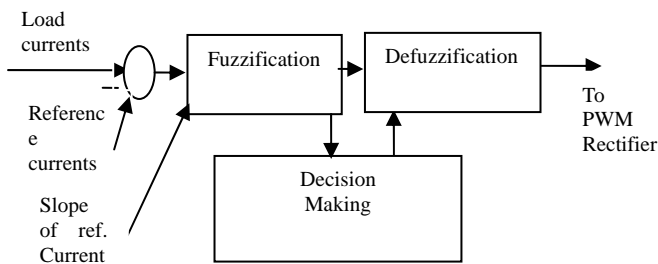 Load
currents
Fuzzification
Defuzzification
Referenc
e
currents
To
PWM
Rectifier
Decision
Making
Slope
of ref.
Current